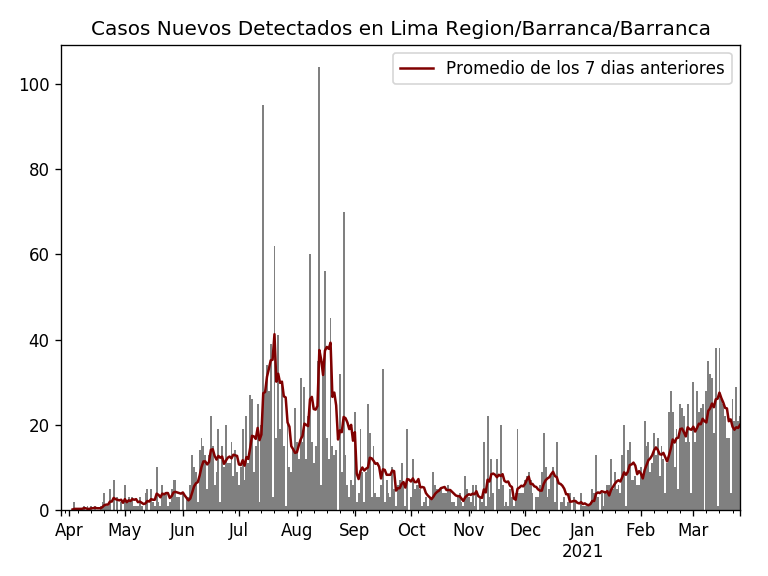 Casos Nuevos Detectados en Lima Region/Barranca/Barranca
Promedio de los 7 dias anteriores
100
80
60
40
20
0
Apr May Jun Jul Aug Sep Oct Nov Dec Jan Feb Mar
2021